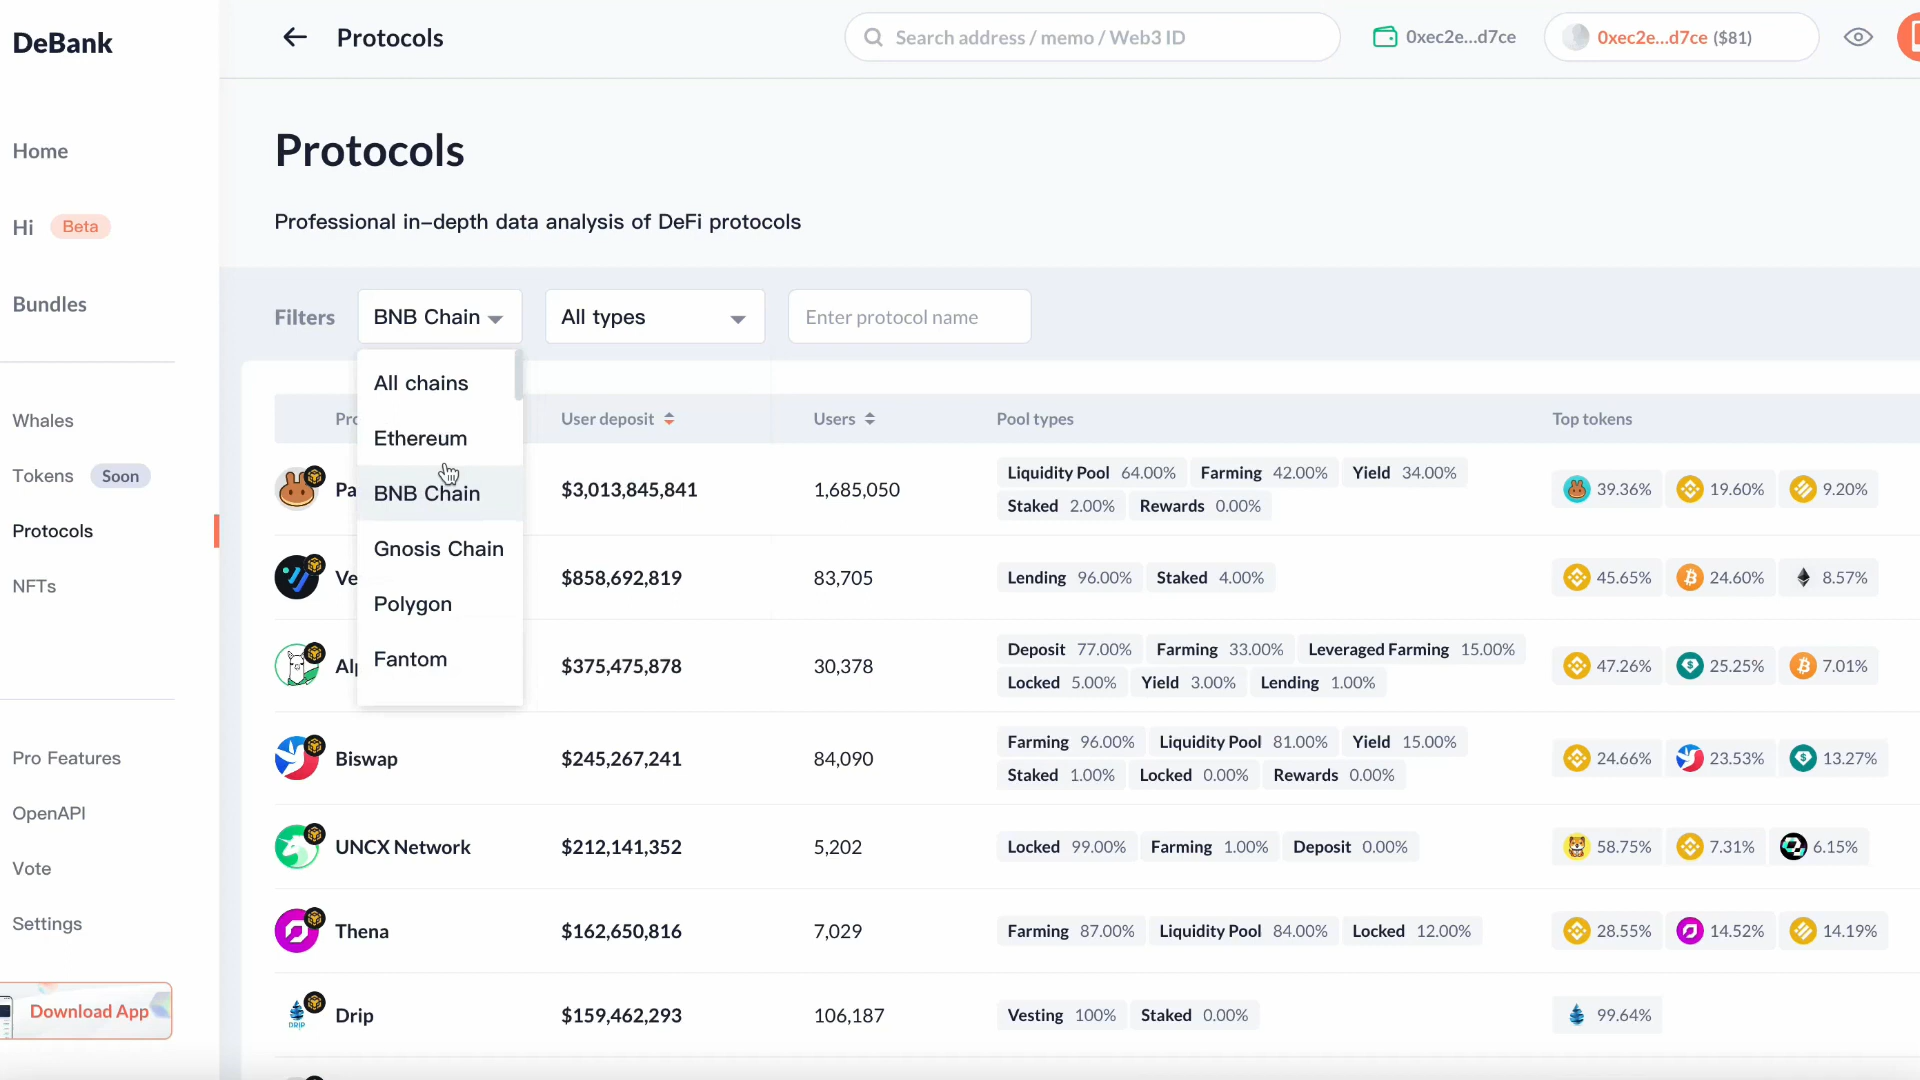 DeBank
Protocols
Search address / memo / Web3 ID
0xec2e...d7ce
0xec2e...d7ce ($81)
Home
Hi Beta
Bundles
Whales
Tokens Soon
Protocols
NFTs
Pro Features
OpenAPI
Vote
Settings
Download App
Protocols
Professional in-depth data analysis of DeFi protocols
Filters
BNB Chain
All types
Enter protocol name
All chains
Ethereum
BNB Chain
Gnosis Chain
Polygon
Fantom
Pro User deposit Users Pool types Top tokens
Pa $3,013,845,841 1,685,050 Liquidity Pool 64.00% Farming 42.00% Yield 34.00% 39.36% 19.60% 9.20%
Staked 2.00% Rewards 0.00%
Ve $858,692,819 83,705 Lending 96.00% Staked 4.00% 45.65% 24.60% 8.57%
Alp $375,475,878 30,378 Deposit 77.00% Farming 33.00% Leveraged Farming 15.00% 47.26% 25.25% 7.01%
Locked 5.00% Yield 3.00% Lending 1.00%
Biswap $245,267,241 84,090 Farming 96.00% Liquidity Pool 81.00% Yield 15.00% 24.66% 23.53% 13.27%
Staked 1.00% Locked 0.00% Rewards 0.00%
UNCX Network $212,141,352 5,202 Locked 99.00% Farming 1.00% Deposit 0.00% 58.75% 7.31% 6.15%
Thena $162,650,816 7,029 Farming 87.00% Liquidity Pool 84.00% Locked 12.00% 28.55% 14.52% 14.19%
DRIP Drip $159,462,293 106,187 Vesting 100% Staked 0.00% 99.64%